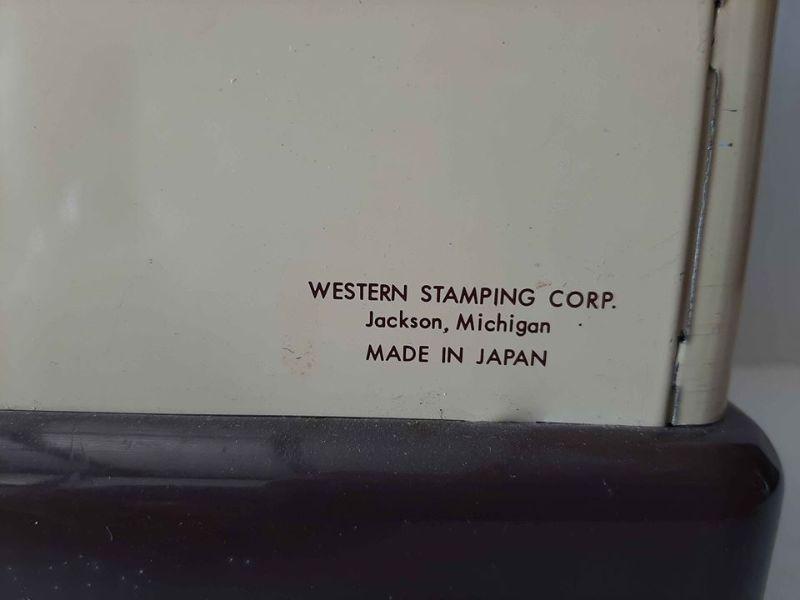 WESTERN STAMPING CORP.
Jackson, Michigan
MADE IN JAPAN